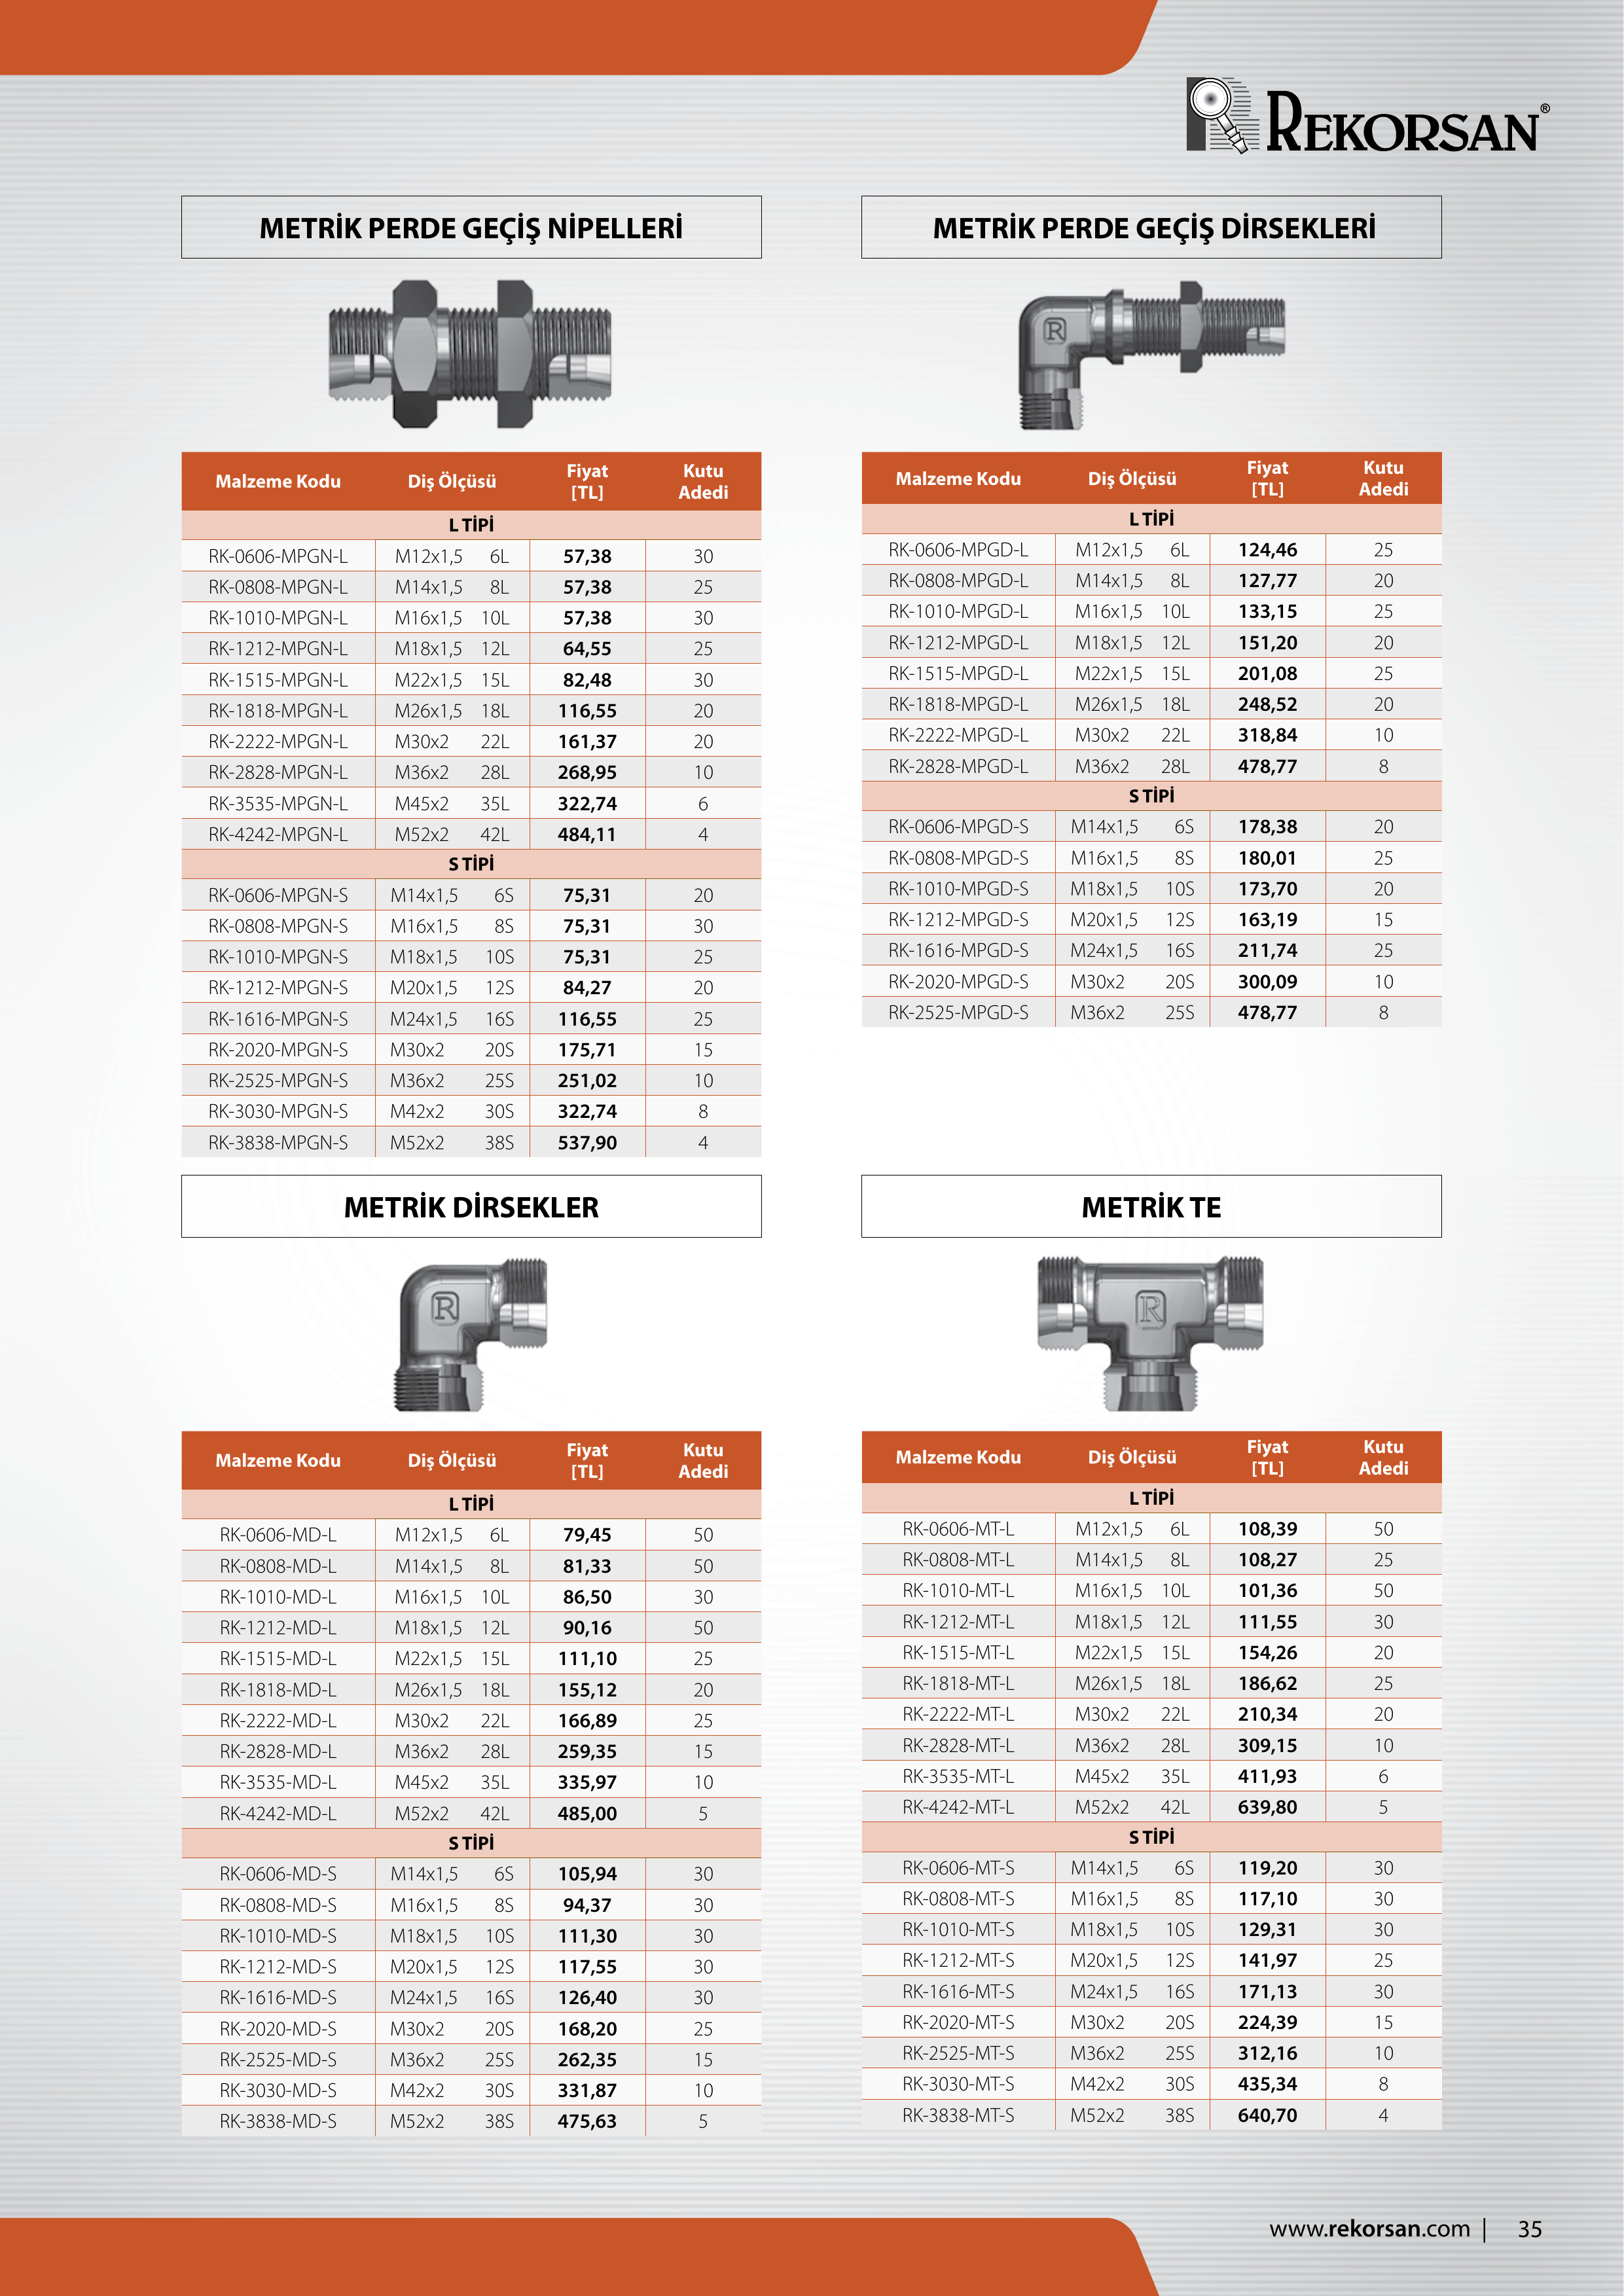 REKORSAN®
METRİK PERDE GEÇİŞ NİPELLERİ
Malzeme Kodu Diş Ölçüsü Fiyat [TL] Kutu Adedi
L TİPİ
RK-0606-MPGN-L M12x1,5 6L 57,38 30
RK-0808-MPGN-L M14x1,5 8L 57,38 25
RK-1010-MPGN-L M16x1,5 10L 57,38 30
RK-1212-MPGN-L M18x1,5 12L 64,55 25
RK-1515-MPGN-L M22x1,5 15L 82,48 30
RK-1818-MPGN-L M26x1,5 18L 116,55 20
RK-2222-MPGN-L M30x2 22L 161,37 20
RK-2828-MPGN-L M36x2 28L 268,95 10
RK-3535-MPGN-L M45x2 35L 322,74 6
RK-4242-MPGN-L M52x2 42L 484,11 4
S TİPİ
RK-0606-MPGN-S M14x1,5 6S 75,31 20
RK-0808-MPGN-S M16x1,5 8S 75,31 30
RK-1010-MPGN-S M18x1,5 10S 75,31 25
RK-1212-MPGN-S M20x1,5 12S 84,27 20
RK-1616-MPGN-S M24x1,5 16S 116,55 25
RK-2020-MPGN-S M30x2 20S 175,71 15
RK-2525-MPGN-S M36x2 25S 251,02 10
RK-3030-MPGN-S M42x2 30S 322,74 8
RK-3838-MPGN-S M52x2 38S 537,90 4
METRİK PERDE GEÇİŞ DİRSEKLERİ
R
Malzeme Kodu Diş Ölçüsü Fiyat [TL] Kutu Adedi
L TİPİ
RK-0606-MPGD-L M12x1,5 6L 124,46 25
RK-0808-MPGD-L M14x1,5 8L 127,77 20
RK-1010-MPGD-L M16x1,5 10L 133,15 25
RK-1212-MPGD-L M18x1,5 12L 151,20 20
RK-1515-MPGD-L M22x1,5 15L 201,08 25
RK-1818-MPGD-L M26x1,5 18L 248,52 20
RK-2222-MPGD-L M30x2 22L 318,84 10
RK-2828-MPGD-L M36x2 28L 478,77 8
S TİPİ
RK-0606-MPGD-S M14x1,5 6S 178,38 20
RK-0808-MPGD-S M16x1,5 8S 180,01 25
RK-1010-MPGD-S M18x1,5 10S 173,70 20
RK-1212-MPGD-S M20x1,5 12S 163,19 15
RK-1616-MPGD-S M24x1,5 16S 211,74 25
RK-2020-MPGD-S M30x2 20S 300,09 10
RK-2525-MPGD-S M36x2 25S 478,77 8
METRİK DİRSEKLER
R
Malzeme Kodu Diş Ölçüsü Fiyat [TL] Kutu Adedi
L TİPİ
RK-0606-MD-L M12x1,5 6L 79,45 50
RK-0808-MD-L M14x1,5 8L 81,33 50
RK-1010-MD-L M16x1,5 10L 86,50 30
RK-1212-MD-L M18x1,5 12L 90,16 50
RK-1515-MD-L M22x1,5 15L 111,10 25
RK-1818-MD-L M26x1,5 18L 155,12 20
RK-2222-MD-L M30x2 22L 166,89 25
RK-2828-MD-L M36x2 28L 259,35 15
RK-3535-MD-L M45x2 35L 335,97 10
RK-4242-MD-L M52x2 42L 485,00 5
S TİPİ
RK-0606-MD-S M14x1,5 6S 105,94 30
RK-0808-MD-S M16x1,5 8S 94,37 30
RK-1010-MD-S M18x1,5 10S 111,30 30
RK-1212-MD-S M20x1,5 12S 117,55 30
RK-1616-MD-S M24x1,5 16S 126,40 30
RK-2020-MD-S M30x2 20S 168,20 25
RK-2525-MD-S M36x2 25S 262,35 15
RK-3030-MD-S M42x2 30S 331,87 10
RK-3838-MD-S M52x2 38S 475,63 5
METRİK TE
R
Malzeme Kodu Diş Ölçüsü Fiyat [TL] Kutu Adedi
L TİPİ
RK-0606-MT-L M12x1,5 6L 108,39 50
RK-0808-MT-L M14x1,5 8L 108,27 25
RK-1010-MT-L M16x1,5 10L 101,36 50
RK-1212-MT-L M18x1,5 12L 111,55 30
RK-1515-MT-L M22x1,5 15L 154,26 20
RK-1818-MT-L M26x1,5 18L 186,62 25
RK-2222-MT-L M30x2 22L 210,34 20
RK-2828-MT-L M36x2 28L 309,15 10
RK-3535-MT-L M45x2 35L 411,93 6
RK-4242-MT-L M52x2 42L 639,80 5
S TİPİ
RK-0606-MT-S M14x1,5 6S 119,20 30
RK-0808-MT-S M16x1,5 8S 117,10 30
RK-1010-MT-S M18x1,5 10S 129,31 30
RK-1212-MT-S M20x1,5 12S 141,97 25
RK-1616-MT-S M24x1,5 16S 171,13 30
RK-2020-MT-S M30x2 20S 224,39 15
RK-2525-MT-S M36x2 25S 312,16 10
RK-3030-MT-S M42x2 30S 435,34 8
RK-3838-MT-S M52x2 38S 640,70 4
www.rekorsan.com | 35